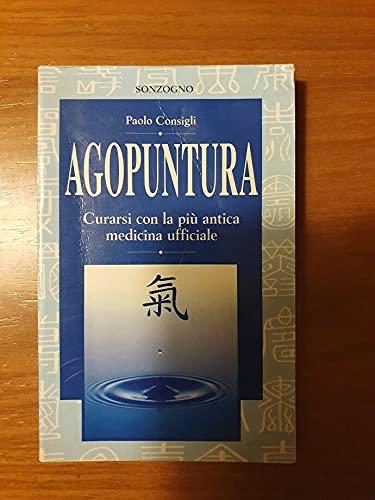 SONZOGNO
Paolo Consigli
AGOPUNTURA
Curarsi con la più antica
medicina ufficiale
氣